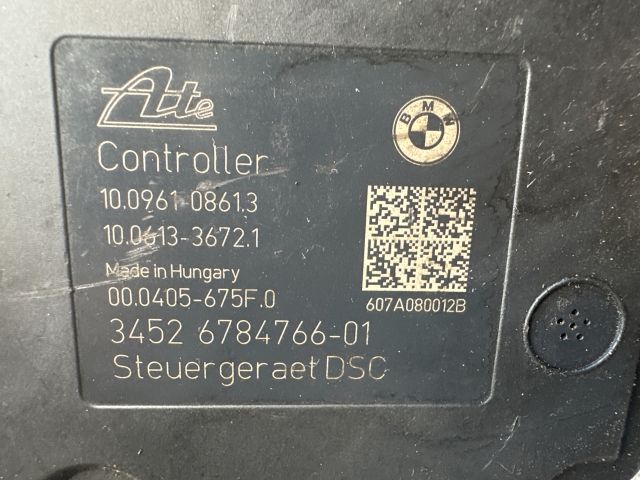 Ate
BMW
Controller
10.0961-0861.3
10.0613-3672.1
Made in Hungary
00.0405-675F.0
607A080012B
3452 6784766-01
Steuergeraet DSC